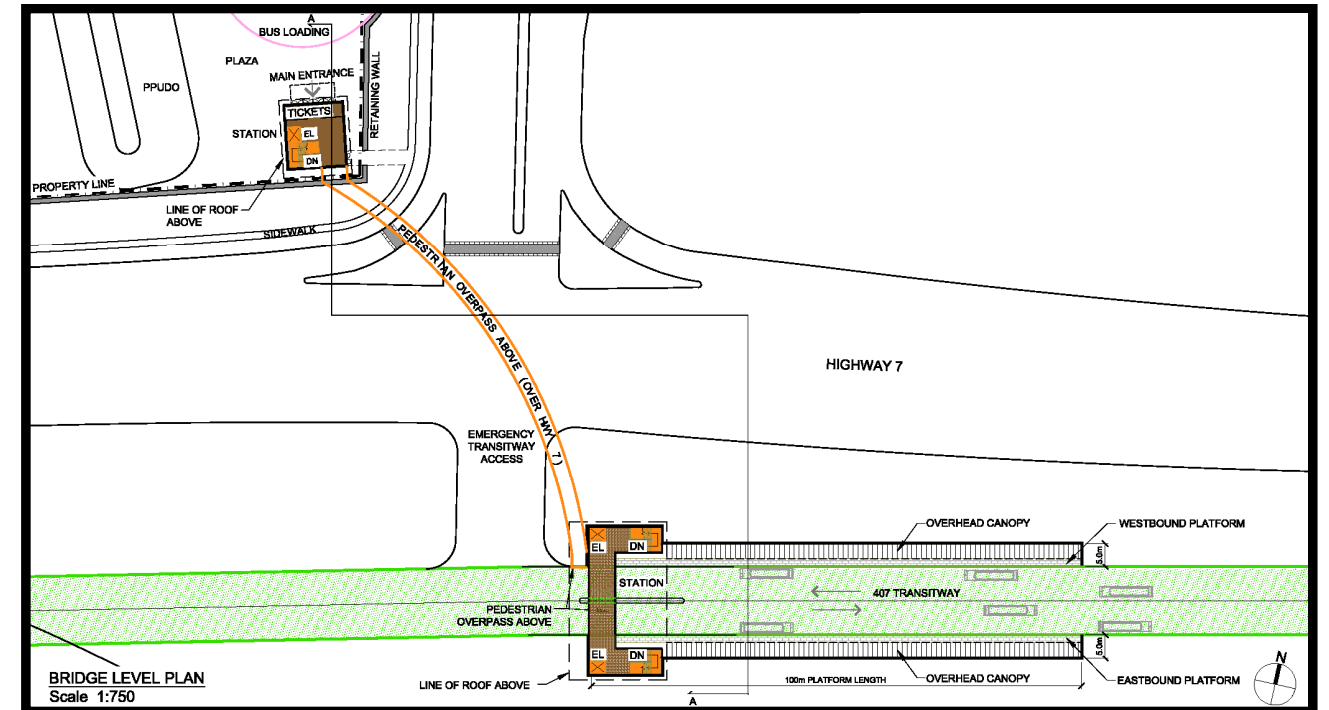 A
BUS LOADING
PLAZA
MAIN ENTRANCE
PPUDO
RETAINING WALL
TICKETS
STATION
EL
DN
PROPERTY LINE
LINE OF ROOF
ABOVE
SIDEWALK
PEDESTRIAN OVERPASS ABOVE (OVER HWY 7)
HIGHWAY 7
EMERGENCY
TRANSITWAY
ACCESS
OVERHEAD CANOPY
WESTBOUND PLATFORM
EL
DN
5.0m
STATION
407 TRANSITWAY
PEDESTRIAN
OVERPASS ABOVE
EL
DN
5.0m
N
BRIDGE LEVEL PLAN
Scale 1:750
LINE OF ROOF ABOVE
100m PLATFORM LENGTH
OVERHEAD CANOPY
EASTBOUND PLATFORM
A